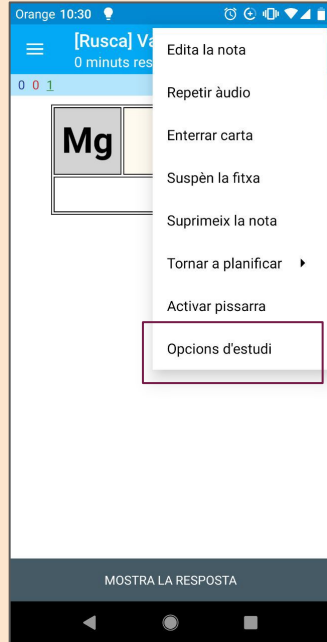 Orange 10:30
[Rusca] Va
0 minuts res
0 0 1
Mg
Edita la nota
Repetir àudio
Enterrar carta
Suspèn la fitxa
Suprimeix la nota
Tornar a planificar
Activar pissarra
Opcions d'estudi
MOSTRA LA RESPOSTA